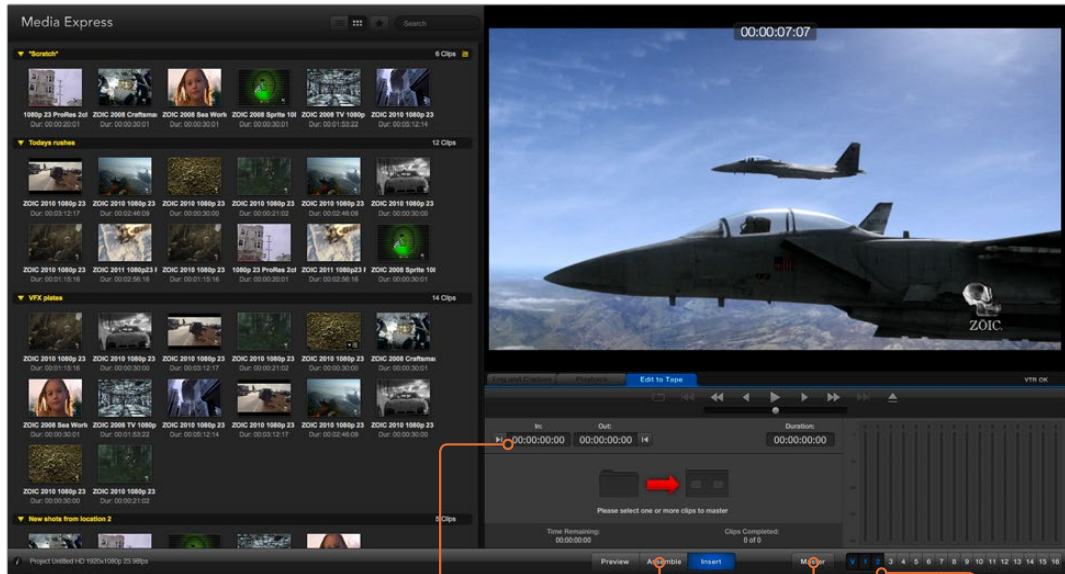 Media Express
Search
00:00:07:07
"Scratch"
6 Clips
1080p 23 ProRes 2cl
ZOIC 2008 Craftsma
ZOIC 2008 Sea Work
ZOIC 2008 Sprite 10
ZOIC 2008 TV 1080p
ZOIC 2010 1080p 23
Dur: 00:00:20:01
Dur: 00:00:30:01
Dur: 00:00:30:01
Dur: 00:00:30:01
Dur: 00:01:53:22
Dur: 00:05:12:14
Todays rushes
12 Clips
ZOIC 2010 1080p 23
ZOIC 2010 1080p 23
ZOIC 2010 1080p 23
ZOIC 2010 1080p 23
ZOIC 2010 1080p 23
ZOIC 2010 1080p 23
Dur: 00:03:12:17
Dur: 00:02:46:09
Dur: 00:00:30:00
Dur: 00:00:21:02
Dur: 00:02:46:09
Dur: 00:00:30:00
ZOIC 2010 1080p 23
ZOIC 2011 1080p23 F
ZOIC 2010 1080p 23
1080p 23 ProRes 2cl
ZOIC 2011 1080p23 F
ZOIC 2008 Sprite 10
Dur: 00:01:15:16
Dur: 00:02:56:16
Dur: 00:01:15:16
Dur: 00:00:20:01
Dur: 00:02:56:16
Dur: 00:00:30:01
VFX plates
14 Clips
ZOIC 2010 1080p 23
ZOIC 2010 1080p 23
ZOIC 2010 1080p 23
ZOIC 2010 1080p 23
ZOIC 2010 1080p 23
ZOIC 2008 Craftsma
Dur: 00:01:15:16
Dur: 00:00:30:00
Dur: 00:03:12:17
Dur: 00:00:21:02
Dur: 00:00:30:00
Dur: 00:00:30:01
ZOIC 2008 Sea Work
ZOIC 2008 TV 1080p
ZOIC 2010 1080p 23
ZOIC 2010 1080p 23
ZOIC 2010 1080p 23
ZOIC 2010 1080p 23
Dur: 00:00:30:01
Dur: 00:01:53:22
Dur: 00:05:12:14
Dur: 00:03:12:17
Dur: 00:02:46:09
Dur: 00:00:30:00
ZOIC 2010 1080p 23
ZOIC 2010 1080p 23
Dur: 00:00:30:00
Dur: 00:00:21:02
New shots from location 2
5 Clips
Project Untitled HD 1920x1080p 23.98fps
ZOIC.
Log and Capture
Playback
Edit to Tape
VTR OK
In:
Out:
Duration:
00:00:00:00
00:00:00:00
00:00:00:00
Please select one or more clips to master
Time Remaining:
Clips Completed:
00:00:00:00
0 of 0
Preview
Assemble
Insert
Master
V 1 2 3 4 5 6 7 8 9 10 11 12 13 14 15 16